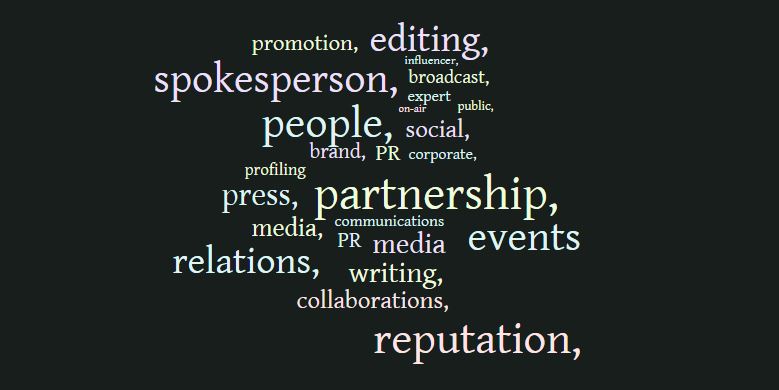 promotion, editing,
influencer,
spokesperson, broadcast,
expert
on-air public,
people, social,
brand, PR corporate,
profiling
press, partnership,
communications
media, PR media events
relations, writing,
collaborations,
reputation,